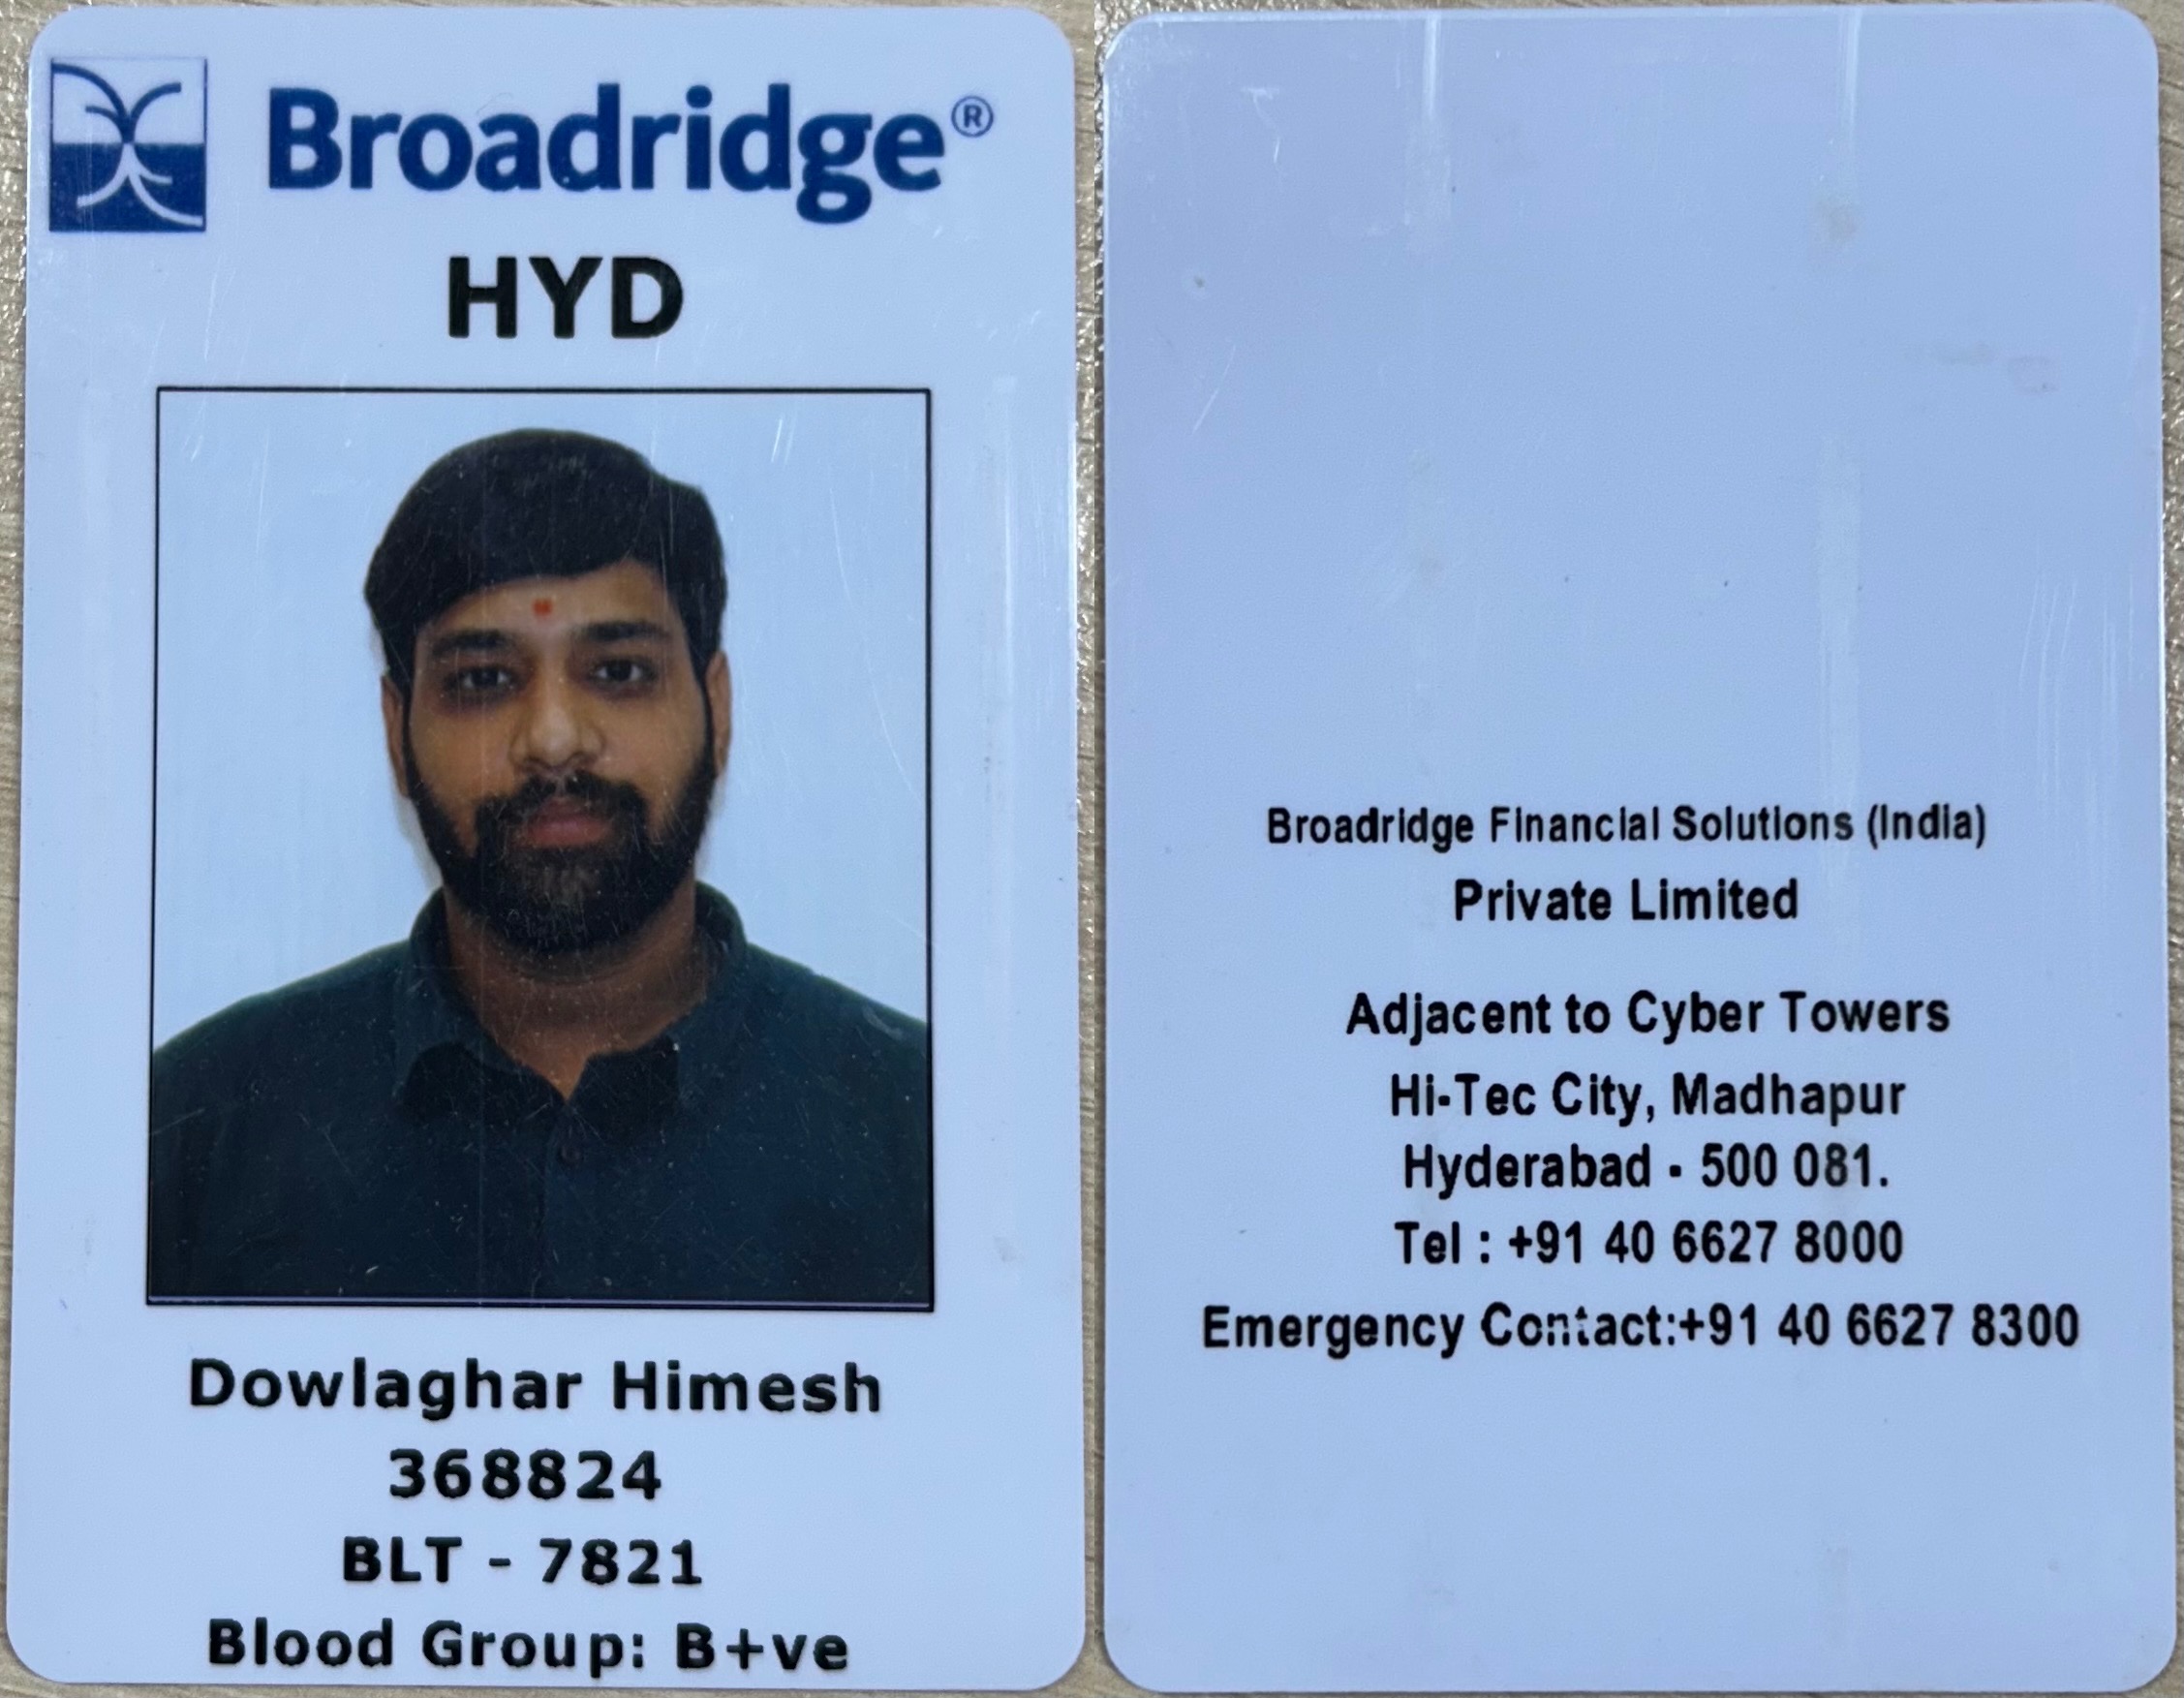 Broadridge®
HYD
Dowlaghar Himesh
368824
BLT - 7821
Blood Group: B+ve
Broadridge Financial Solutions (India)
Private Limited
Adjacent to Cyber Towers
Hi-Tec City, Madhapur
Hyderabad - 500 081.
Tel : +91 40 6627 8000
Emergency Contact:+91 40 6627 8300